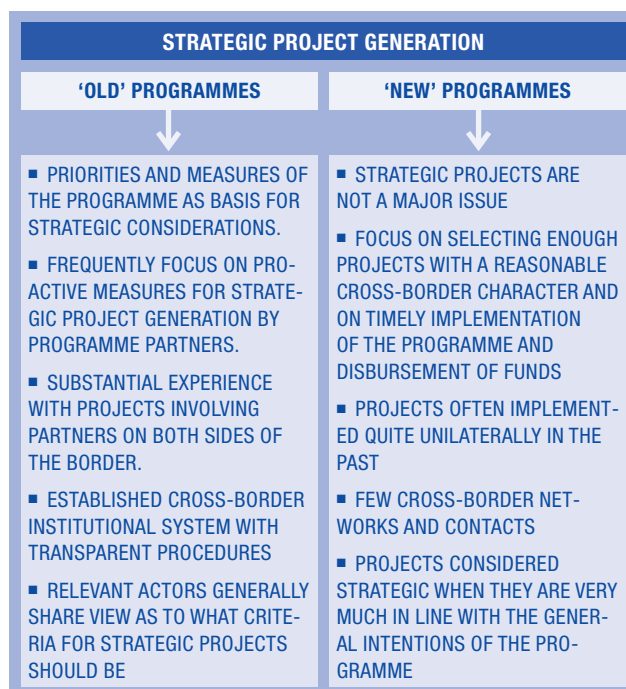 STRATEGIC PROJECT GENERATION
‘OLD’ PROGRAMMES
■ PRIORITIES AND MEASURES OF
THE PROGRAMME AS BASIS FOR
STRATEGIC CONSIDERATIONS.
■ FREQUENTLY FOCUS ON PRO-
ACTIVE MEASURES FOR STRATE-
GIC PROJECT GENERATION BY
PROGRAMME PARTNERS.
■ SUBSTANTIAL EXPERIENCE
WITH PROJECTS INVOLVING
PARTNERS ON BOTH SIDES OF
THE BORDER.
■ ESTABLISHED CROSS-BORDER
INSTITUTIONAL SYSTEM WITH
TRANSPARENT PROCEDURES
■ RELEVANT ACTORS GENERALLY
SHARE VIEW AS TO WHAT CRITE-
RIA FOR STRATEGIC PROJECTS
SHOULD BE
‘NEW’ PROGRAMMES
■ STRATEGIC PROJECTS ARE
NOT A MAJOR ISSUE
■ FOCUS ON SELECTING ENOUGH
PROJECTS WITH A REASONABLE
CROSS-BORDER CHARACTER AND
ON TIMELY IMPLEMENTATION
OF THE PROGRAMME AND
DISBURSEMENT OF FUNDS
■ PROJECTS OFTEN IMPLEMENT-
ED QUITE UNILATERALLY IN THE
PAST
■ FEW CROSS-BORDER NET-
WORKS AND CONTACTS
■ PROJECTS CONSIDERED
STRATEGIC WHEN THEY ARE VERY
MUCH IN LINE WITH THE GENER-
AL INTENTIONS OF THE PRO-
GRAMME